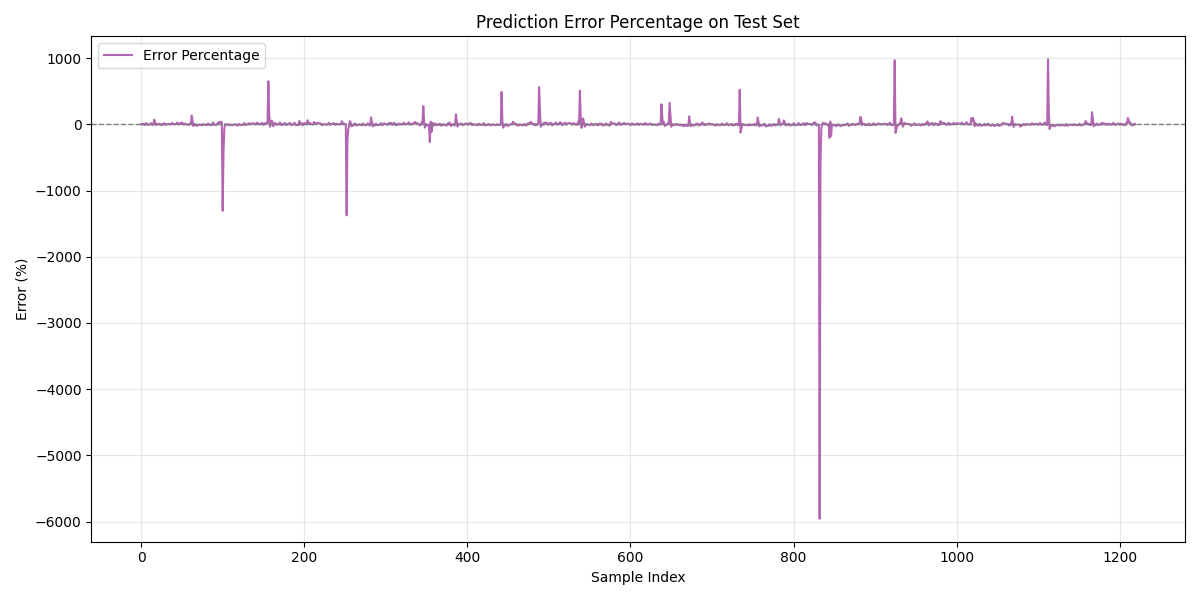 Prediction Error Percentage on Test Set
Error Percentage
1000
0
−1000
−2000
−3000
−4000
−5000
−6000
Error (%)
0 200 400 600 800 1000 1200
Sample Index